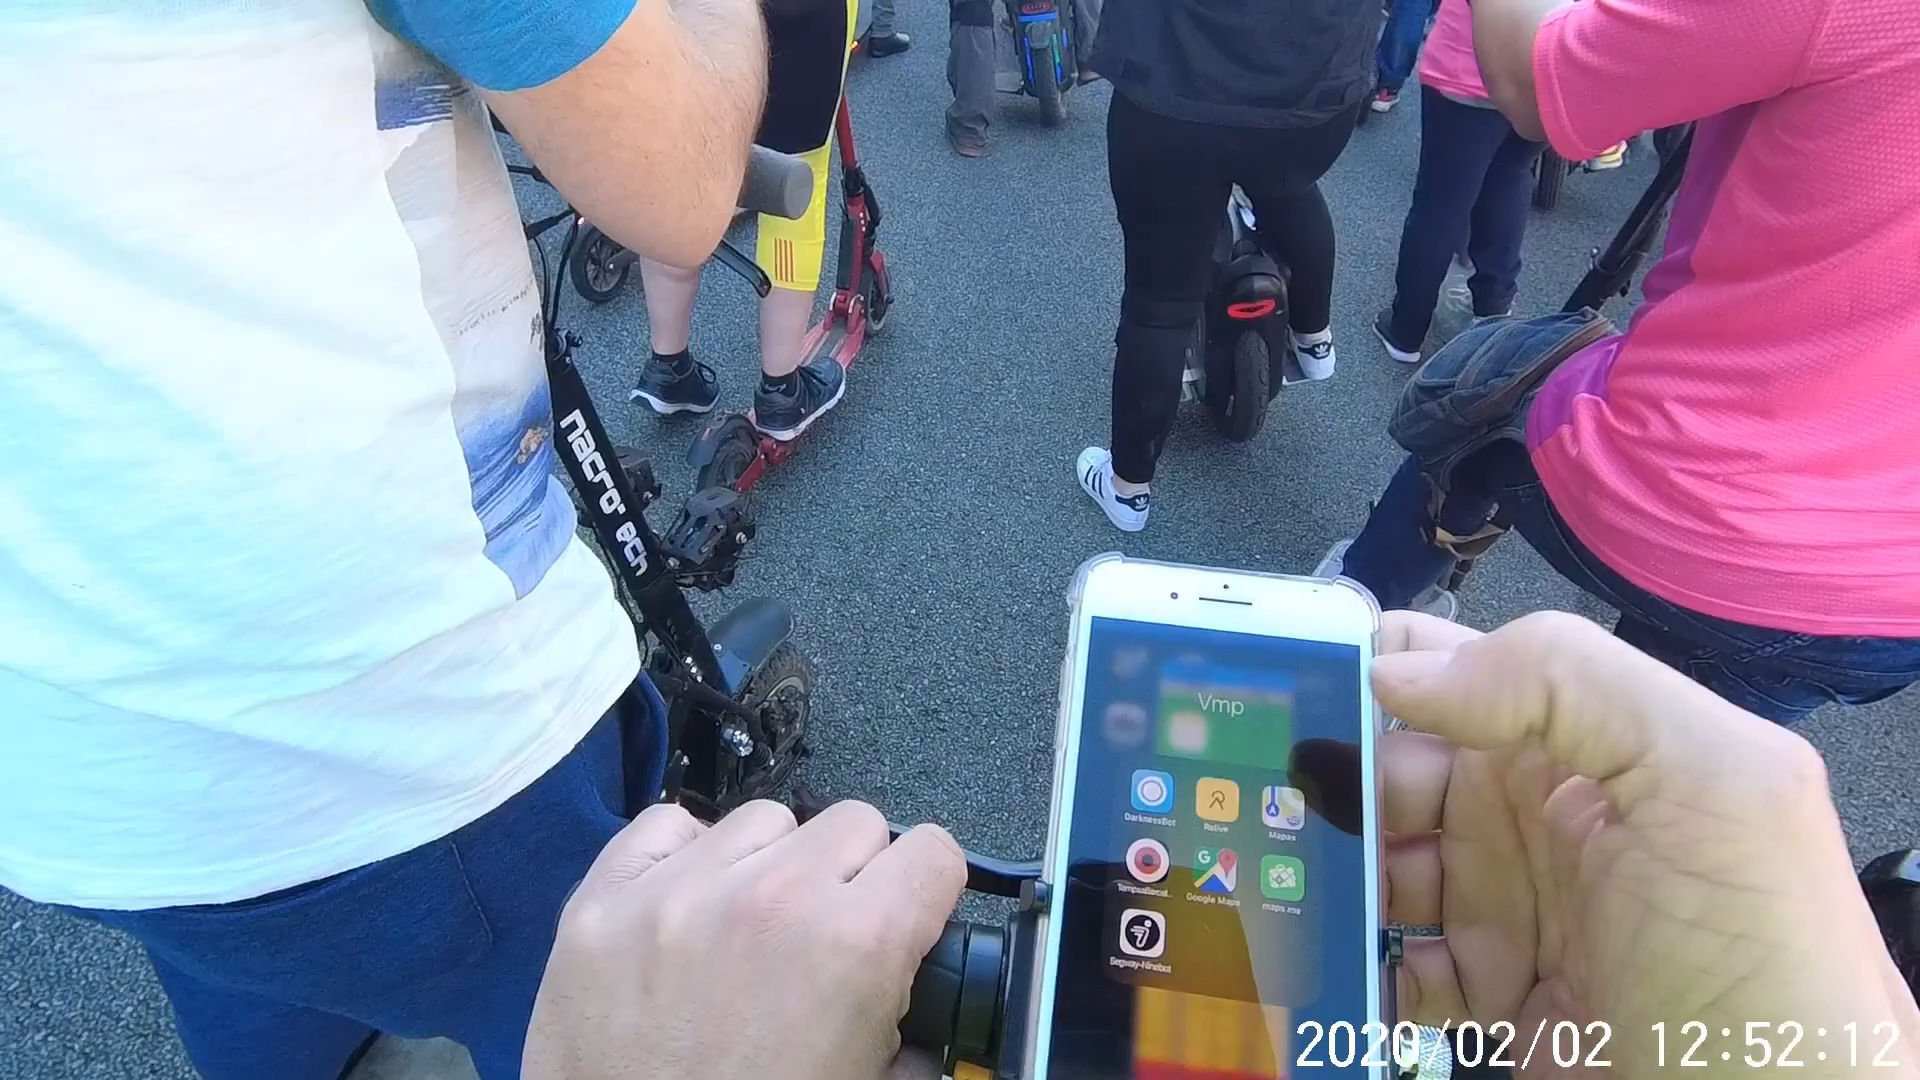 nacro' ech
Vmp
DarknessBot
Relive
Mapas
Google Maps
maps me
Segway-Ninebot
2020/02/02 12:52:12